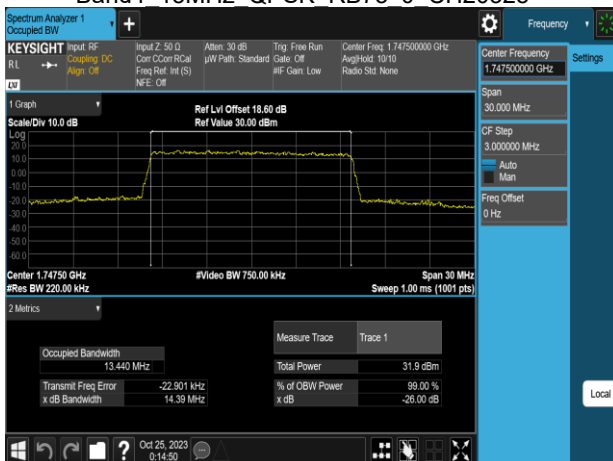 Spectrum Analyzer 1
Occupied BW
+
Frequency
KEYSIGHT
RL
LXI
Input: RF
Coupling: DC
Align: Off
Input Z: 50 Ω
Corr CCorr RCal
Freq Ref: Int (S)
NFE: Off
Atten: 30 dB
µW Path: Standard
Trig: Free Run
Gate: Off
#IF Gain: Low
Center Freq: 1.747500000 GHz
Avg|Hold: 10/10
Radio Std: None
Center Frequency
1.747500000 GHz
Settings
Span
30.000 MHz
CF Step
3.000000 MHz
Auto
Man
Freq Offset
0 Hz
Local
1 Graph
Scale/Div 10.0 dB
Ref Lvl Offset 18.60 dB
Ref Value 30.00 dBm
Log
20.0
10.0
0.00
-10.0
-20.0
-30.0
-40.0
-50.0
-60.0
Center 1.74750 GHz
#Res BW 220.00 kHz
#Video BW 750.00 kHz
Span 30 MHz
Sweep 1.00 ms (1001 pts)
2 Metrics
Measure Trace Trace 1
Occupied Bandwidth
13.440 MHz
Total Power 31.9 dBm
Transmit Freq Error -22.901 kHz
% of OBW Power 99.00 %
x dB Bandwidth 14.39 MHz
x dB -26.00 dB
?
Oct 25, 2023
0:14:50